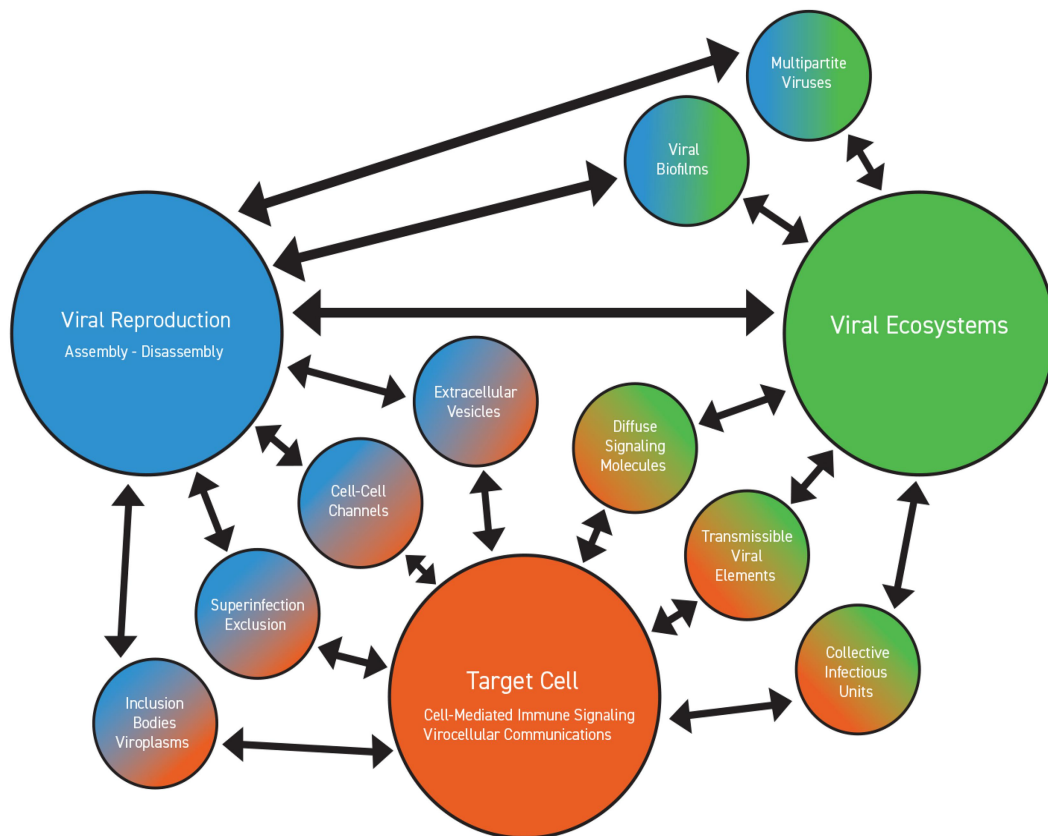 Multipartite
Viruses
Viral
Biofilms
Viral Reproduction
Assembly - Disassembly
Viral Ecosystems
Extracellular
Vesicles
Diffuse
Signaling
Molecules
Cell-Cell
Channels
Transmissible
Viral
Elements
Superinfection
Exclusion
Collective
Infectious
Units
Target Cell
Cell-Mediated Immune Signaling
Virocellular Communications
Inclusion
Bodies
Viroplasms